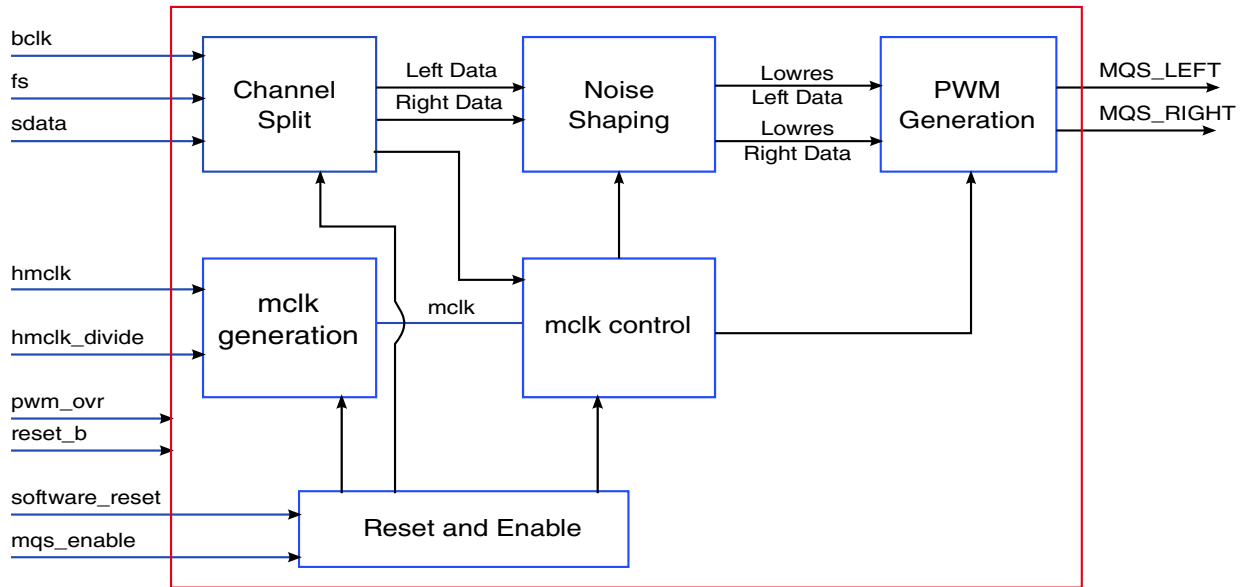 bclk
fs
sdata
Channel
Split
Left Data
Right Data
Noise
Shaping
Lowres
Left Data
Lowres
Right Data
PWM
Generation
MQS_LEFT
MQS_RIGHT
hmclk
hmclk_divide
mclk
generation
mclk
mclk control
pwm_ovr
reset_b
software_reset
mqs_enable
Reset and Enable